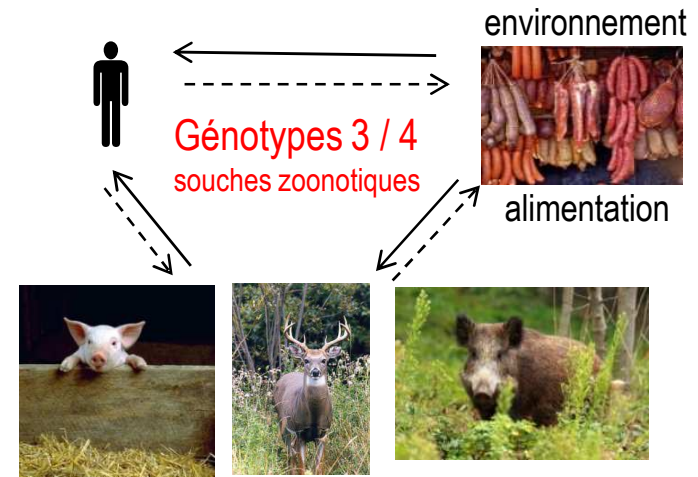 environnement
Génotypes 3 / 4
souches zoonotiques
alimentation